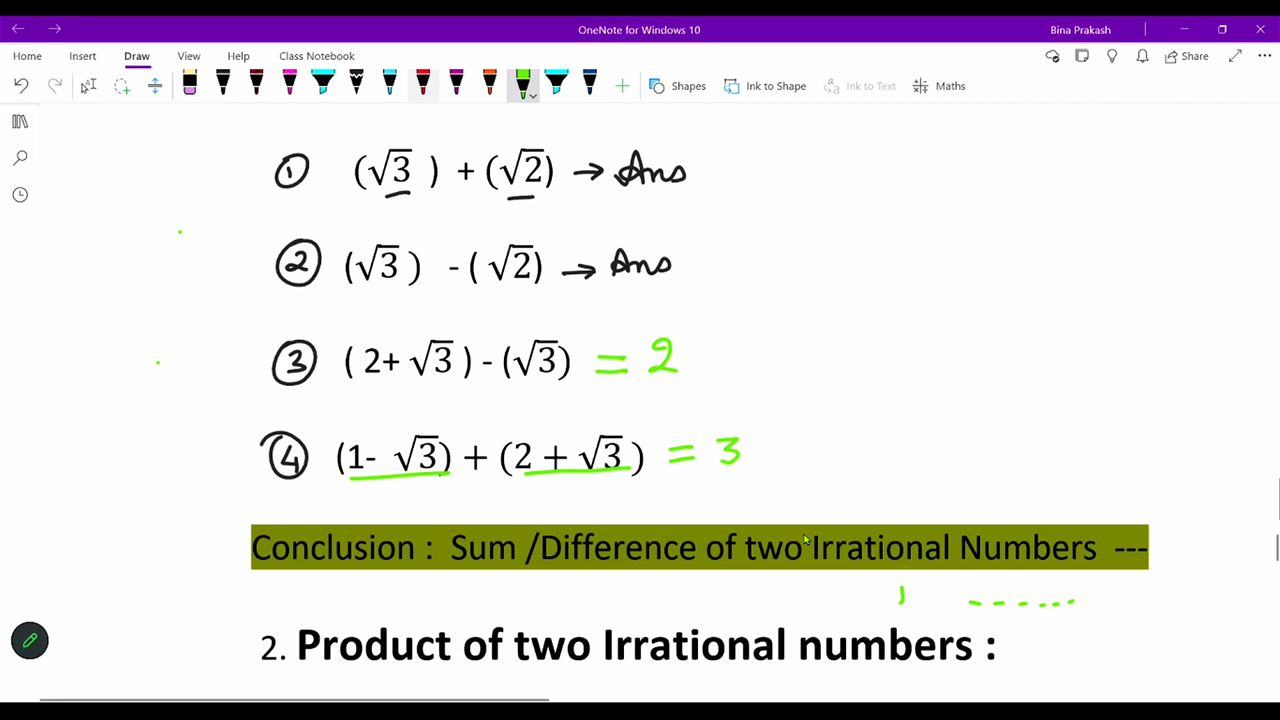 OneNote for Windows 10
Bina Prakash
Home Insert Draw View Help Class Notebook
Share
Shapes Ink to Shape Ink to Text Maths
① (√3 ) + (√2) → Ans
② (√3 ) - ( √2) → Ans
③ ( 2+ √3 ) - (√3) = 2
④ (1- √3) + (2 + √3 ) = 3
Conclusion : Sum /Difference of two Irrational Numbers ---
2. Product of two Irrational numbers :